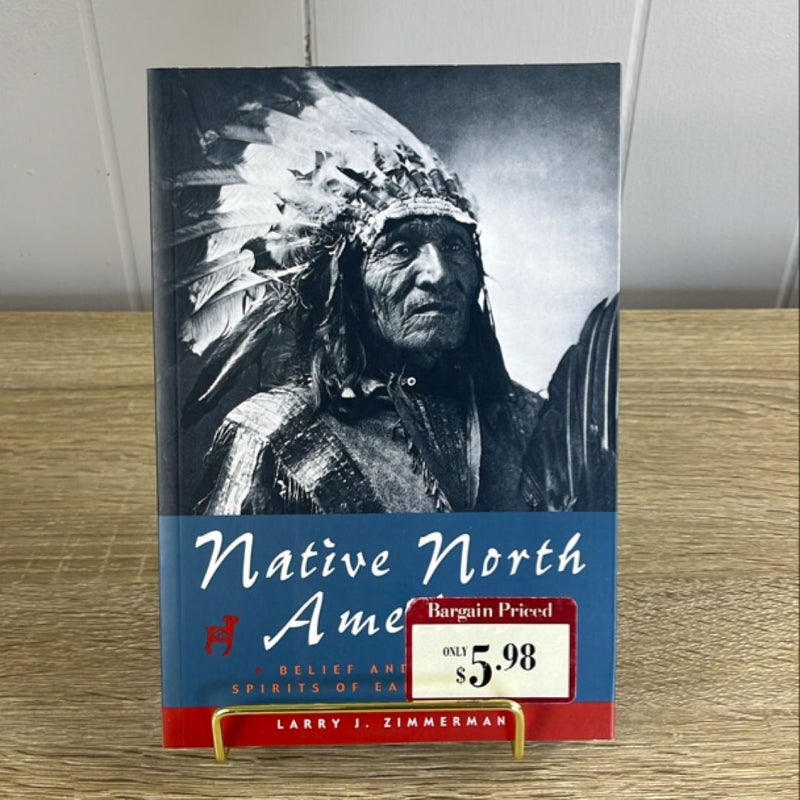 Native North
Ame
BELIEF AND
SPIRITS OF EA
Bargain Priced
ONLY
$5.98
LARRY J. ZIMMERMAN